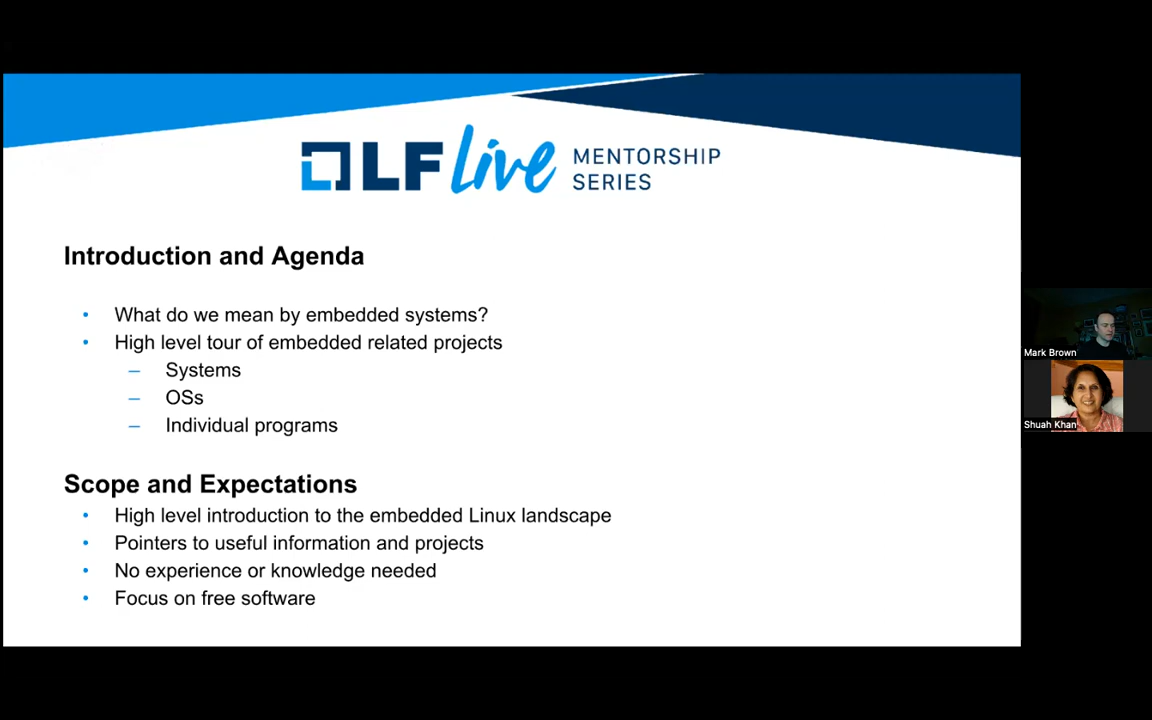 LF Live MENTORSHIP
SERIES
Introduction and Agenda
• What do we mean by embedded systems?
• High level tour of embedded related projects
– Systems
– OSs
– Individual programs
Mark Brown
Shuah Khan
Scope and Expectations
• High level introduction to the embedded Linux landscape
• Pointers to useful information and projects
• No experience or knowledge needed
• Focus on free software